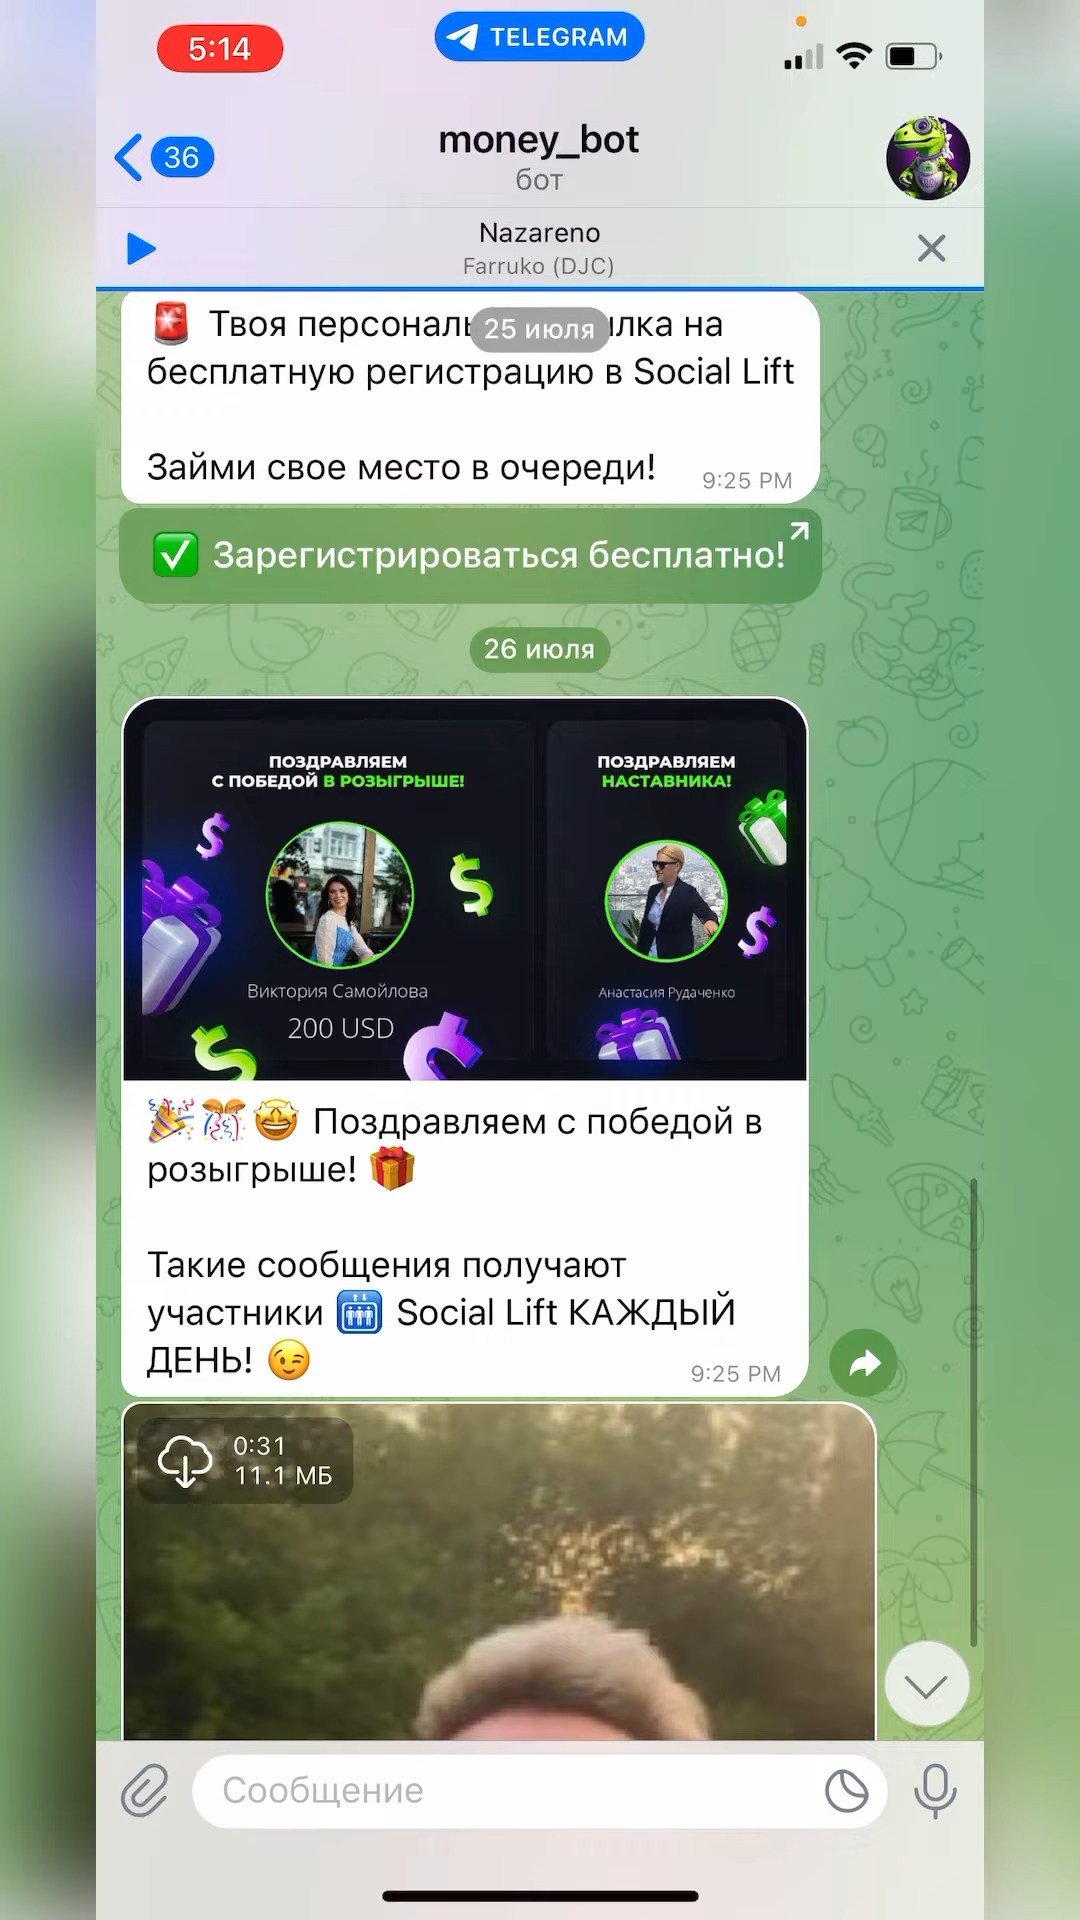 5:14
TELEGRAM
36
money_bot
бот
Nazareno
Farruko (DJC)
25 июля
🚨 Твоя на
бесплатную регистрацию в Social Lift
Займи свое место в очереди!
9:25 PM
✅ Зарегистрироваться бесплатно!
26 июля
ПОЗДРАВЛЯЕМ
С ПОБЕДОЙ В РОЗЫГРЫШЕ!
Виктория Самойлова
200 USD
ПОЗДРАВЛЯЕМ
НАСТАВНИКА!
Анастасия Рудаченко
🎉🎊🤩 Поздравляем с победой в
розыгрыше! 🎁
Такие сообщения получают
участники 🛗 Social Lift КАЖДЫЙ
ДЕНЬ! 😉
9:25 PM
0:31
11.1 МБ
Сообщение